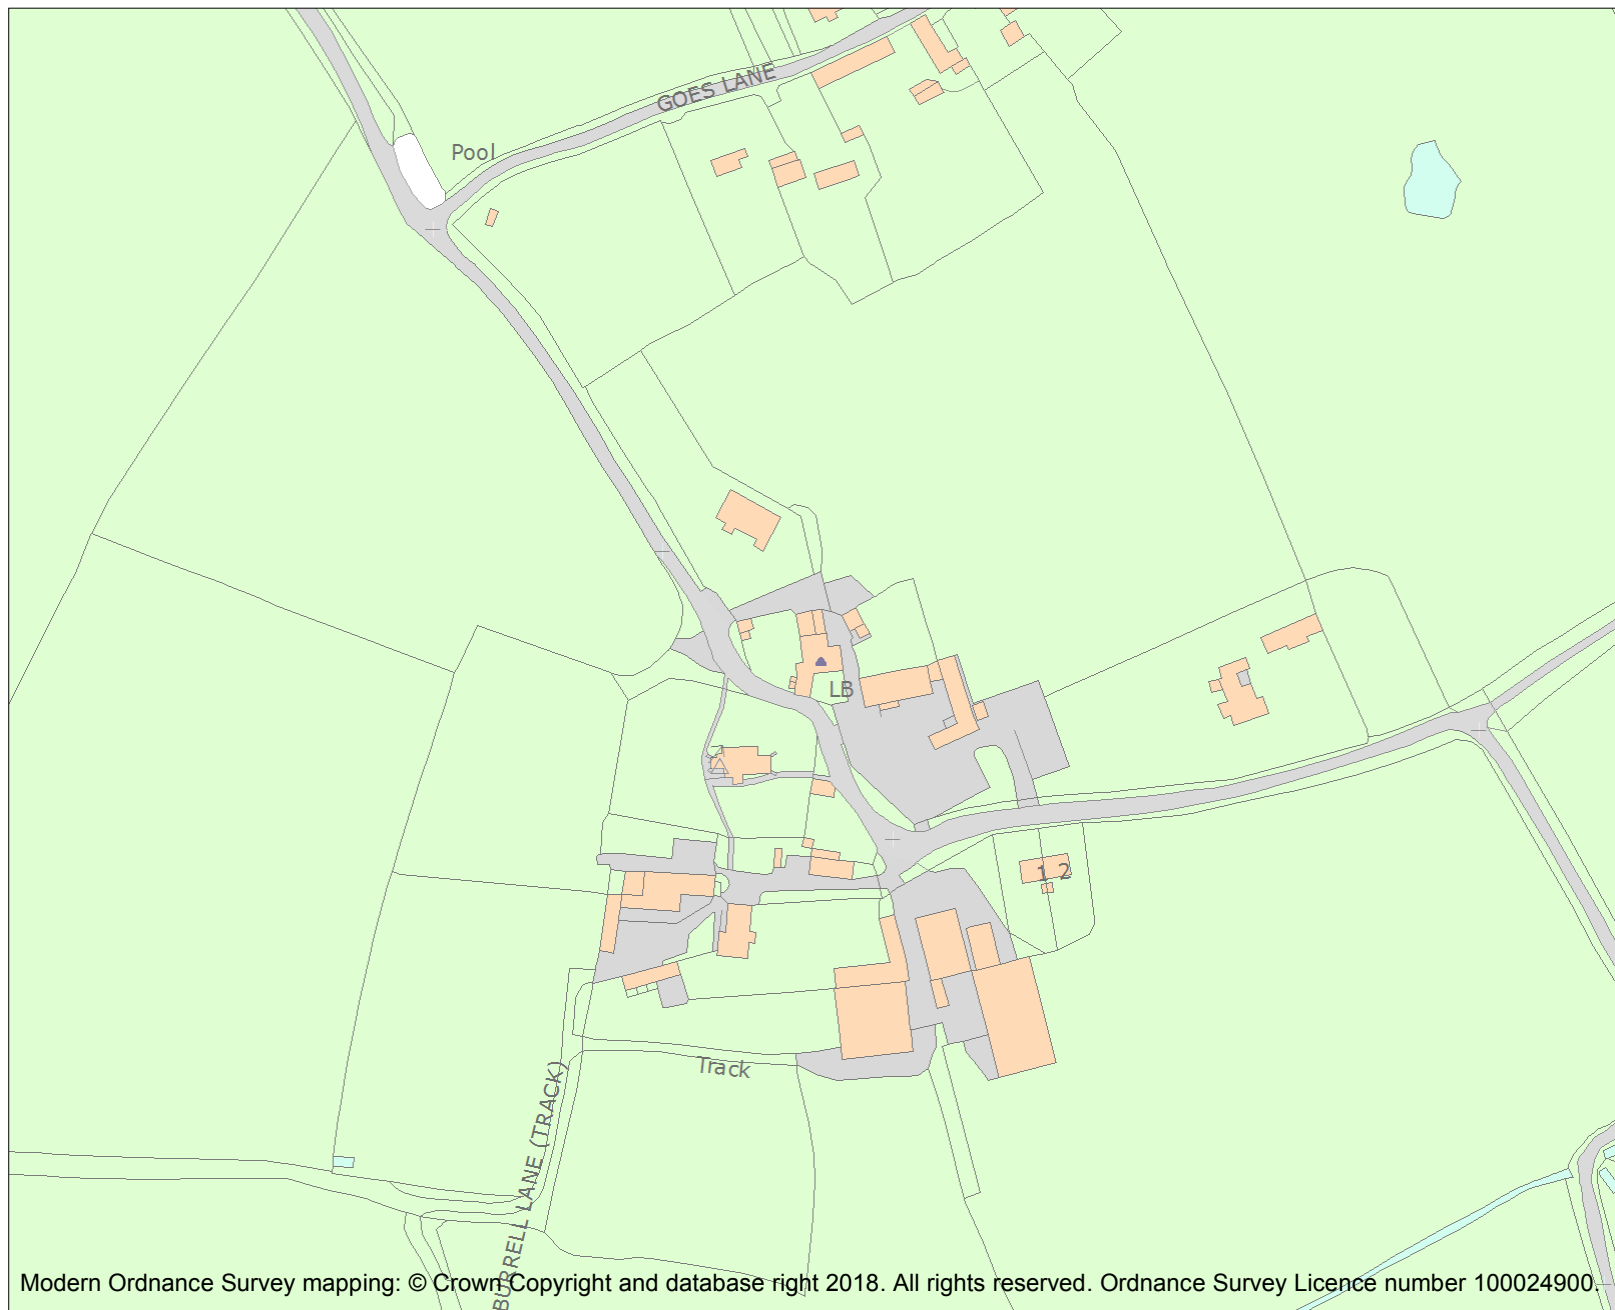 GOES LANE
Pool
LB
1 2
Track
BURRELL LANE (TRACK)
Modern Ordnance Survey mapping: © Crown Copyright and database right 2018. All rights reserved. Ordnance Survey Licence number 100024900.